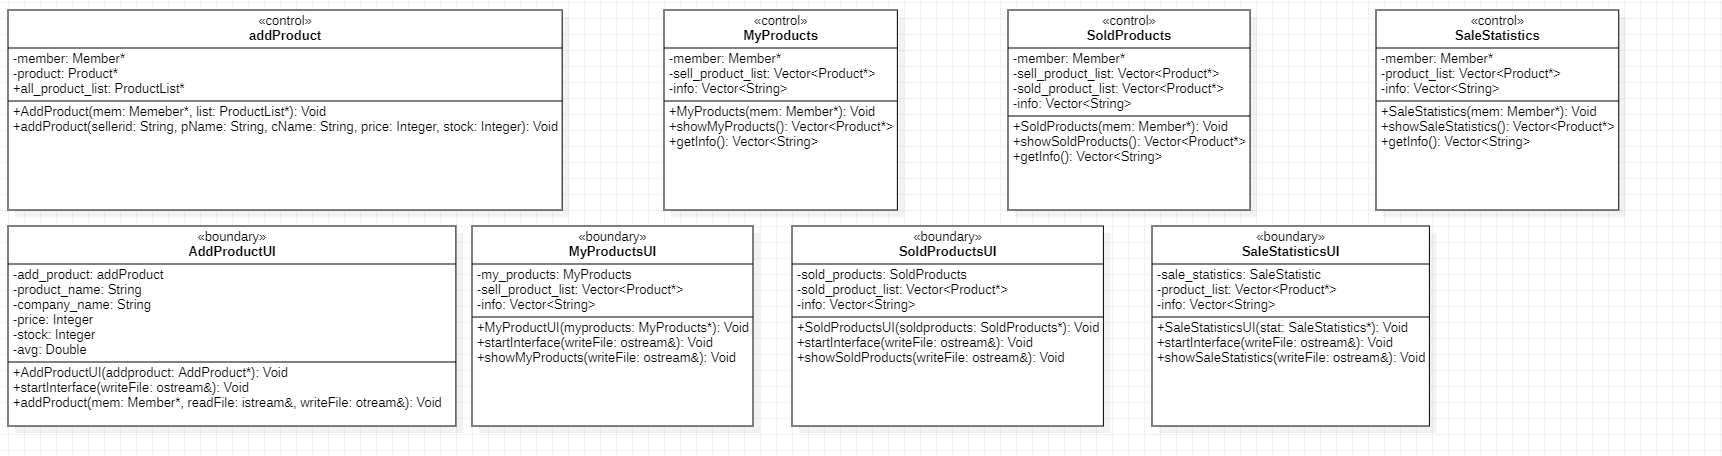 «control»
addProduct
-member: Member*
-product: Product*
+all_product_list: ProductList*
+AddProduct(mem: Memeber*, list: ProductList*): Void
+addProduct(sellerid: String, pName: String, cName: String, price: Integer, stock: Integer): Void
«control»
MyProducts
-member: Member*
-sell_product_list: Vector<Product*>
-info: Vector<String>
+MyProducts(mem: Member*): Void
+showMyProducts(): Vector<Product*>
+getInfo(): Vector<String>
«control»
SoldProducts
-member: Member*
-sell_product_list: Vector<Product*>
-sold_product_list: Vector<Product*>
-info: Vector<String>
+SoldProducts(mem: Member*): Void
+showSoldProducts(): Vector<Product*>
+getInfo(): Vector<String>
«control»
SaleStatistics
-member: Member*
-product_list: Vector<Product*>
-info: Vector<String>
+SaleStatistics(mem: Member*): Void
+showSaleStatistics(): Vector<Product*>
+getInfo(): Vector<String>
«boundary»
AddProductUI
-add_product: addProduct
-product_name: String
-company_name: String
-price: Integer
-stock: Integer
-avg: Double
+AddProductUI(addproduct: AddProduct*): Void
+startInterface(writeFile: ostream&): Void
+addProduct(mem: Member*, readFile: istream&, writeFile: otream&): Void
«boundary»
MyProductsUI
-my_products: MyProducts
-sell_product_list: Vector<Product*>
-info: Vector<String>
+MyProductUI(myproducts: MyProducts*): Void
+startInterface(writeFile: ostream&): Void
+showMyProducts(writeFile: ostream&): Void
«boundary»
SoldProductsUI
-sold_products: SoldProducts
-sold_product_list: Vector<Product*>
-info: Vector<String>
+SoldProductsUI(soldproducts: SoldProducts*): Void
+startInterface(writeFile: ostream&): Void
+showSoldProducts(writeFile: ostream&): Void
«boundary»
SaleStatisticsUI
-sale_statistics: SaleStatistic
-product_list: Vector<Product*>
-info: Vector<String>
+SaleStatisticsUI(stat: SaleStatistics*): Void
+startInterface(writeFile: ostream&): Void
+showSaleStatistics(writeFile: ostream&): Void